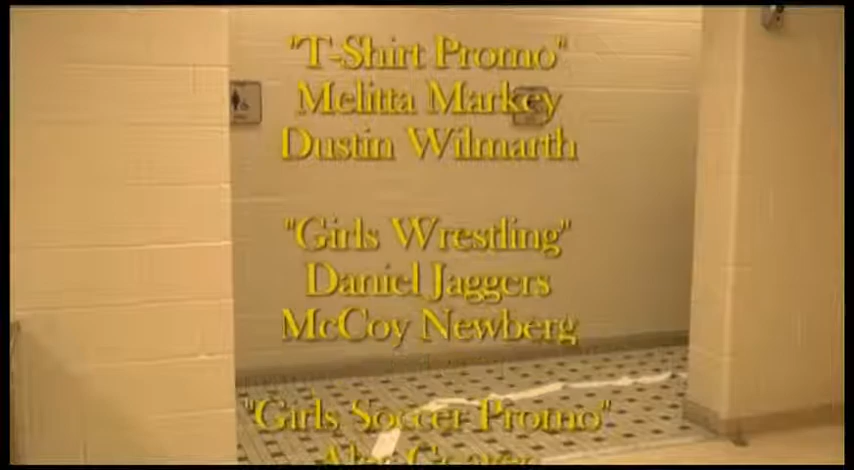 "T-Shirt Promo"
Melitta Markey
Dustin Wilmarth
"Girls Wrestling"
Daniel Jaggers
McCoy Newberg
"Girls Soccer Promo"